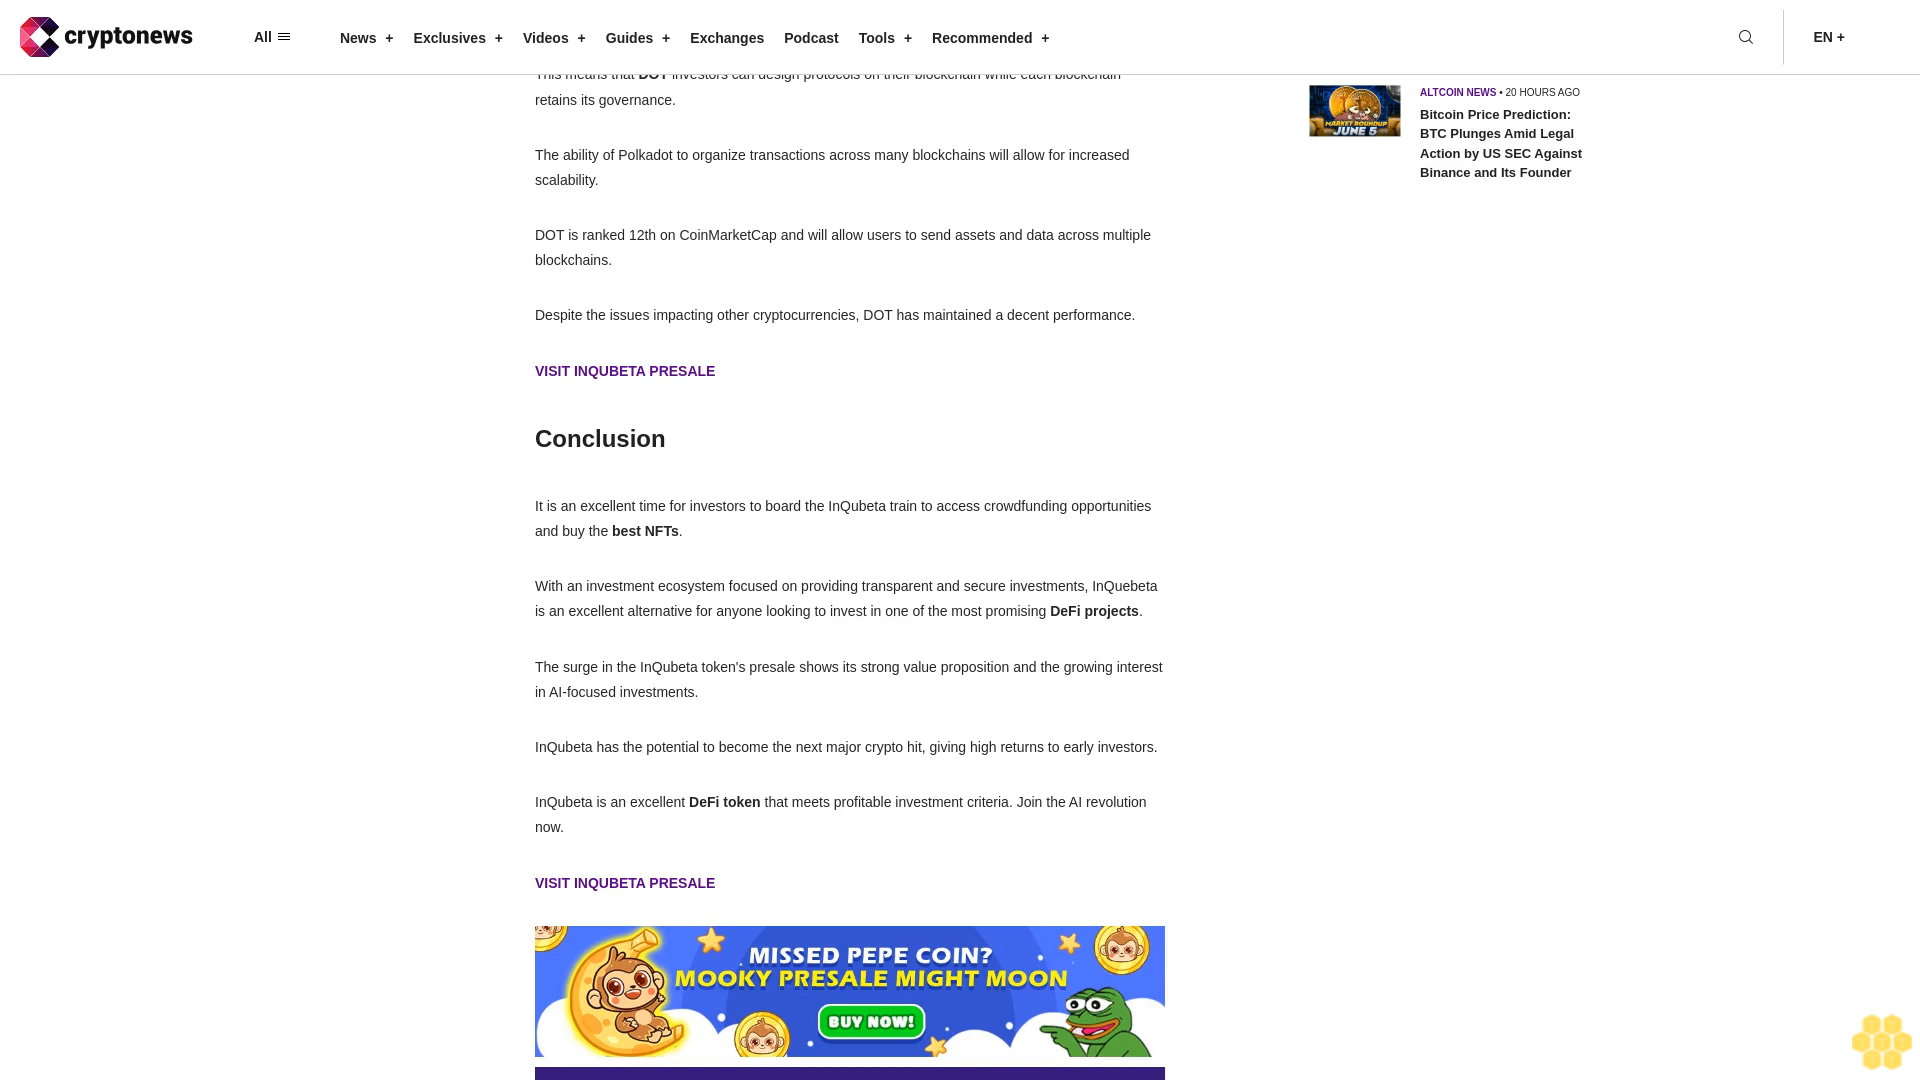 cryptonews
All
News +
Exclusives +
Videos +
Guides +
Exchanges
Podcast
Tools +
Recommended +
EN +
This means that DOT investors can design protocols on their blockchain while each blockchain
retains its governance.
The ability of Polkadot to organize transactions across many blockchains will allow for increased
scalability.
DOT is ranked 12th on CoinMarketCap and will allow users to send assets and data across multiple
blockchains.
Despite the issues impacting other cryptocurrencies, DOT has maintained a decent performance.
VISIT INQUBETA PRESALE
Conclusion
It is an excellent time for investors to board the InQubeta train to access crowdfunding opportunities
and buy the best NFTs.
With an investment ecosystem focused on providing transparent and secure investments, InQuebeta
is an excellent alternative for anyone looking to invest in one of the most promising DeFi projects.
The surge in the InQubeta token's presale shows its strong value proposition and the growing interest
in AI-focused investments.
InQubeta has the potential to become the next major crypto hit, giving high returns to early investors.
InQubeta is an excellent DeFi token that meets profitable investment criteria. Join the AI revolution
now.
VISIT INQUBETA PRESALE
MISSED PEPE COIN?
MOOKY PRESALE MIGHT MOON
BUY NOW!
MARKET ROUNDUP
JUNE 5
ALTCOIN NEWS • 20 HOURS AGO
Bitcoin Price Prediction:
BTC Plunges Amid Legal
Action by US SEC Against
Binance and Its Founder